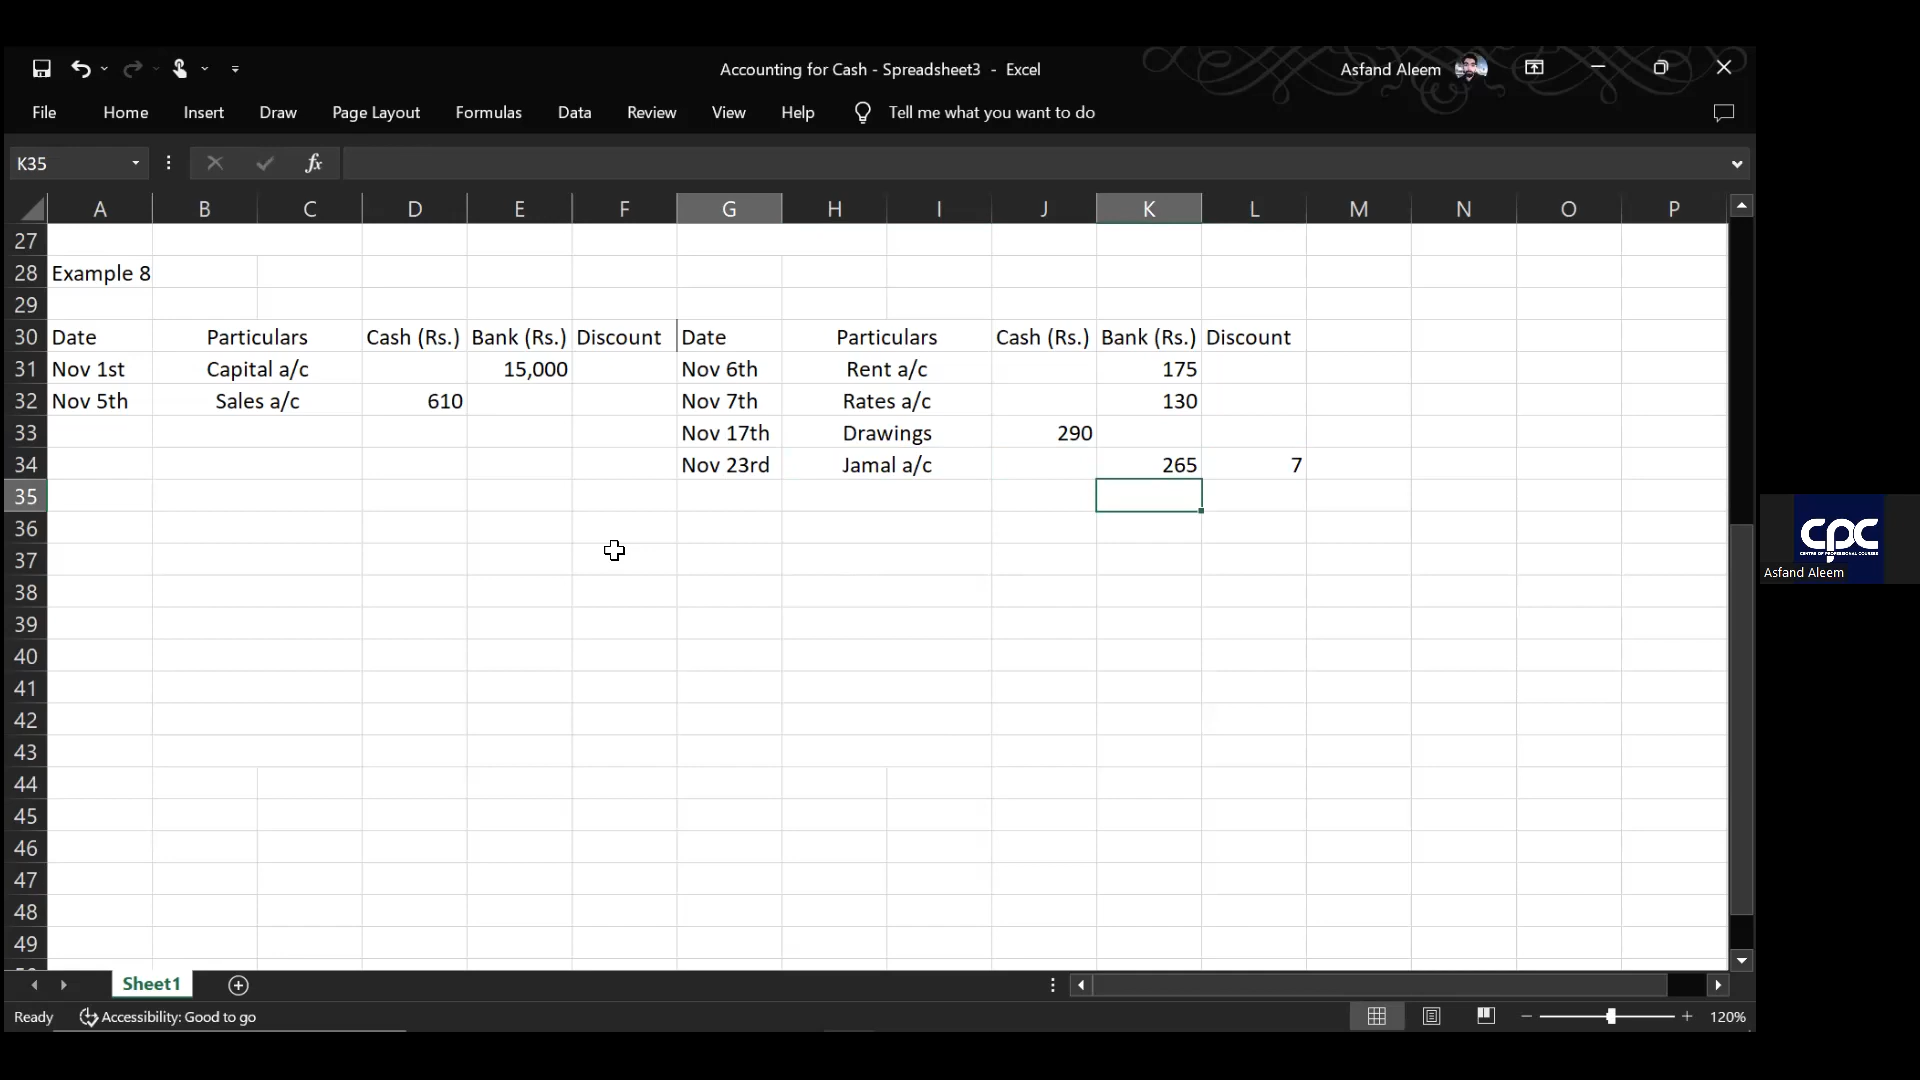 Accounting for Cash - Spreadsheet3 - Excel
Asfand Aleem
File Home Insert Draw Page Layout Formulas Data Review View Help Tell me what you want to do
K35 fx
A B C D E F G H I J K L M N O P
27
28 Example 8
29
30 Date Particulars Cash (Rs.) Bank (Rs.) Discount Date Particulars Cash (Rs.) Bank (Rs.) Discount
31 Nov 1st Capital a/c 15,000 Nov 6th Rent a/c 175
32 Nov 5th Sales a/c 610 Nov 7th Rates a/c 130
33 Nov 17th Drawings 290
34 Nov 23rd Jamal a/c 265 7
35
36
37
38
39
40
41
42
43
44
45
46
47
48
49
cpc
CENTRE OF PROFESSIONAL COURSES
Asfand Aleem
Sheet1
Ready Accessibility: Good to go 120%